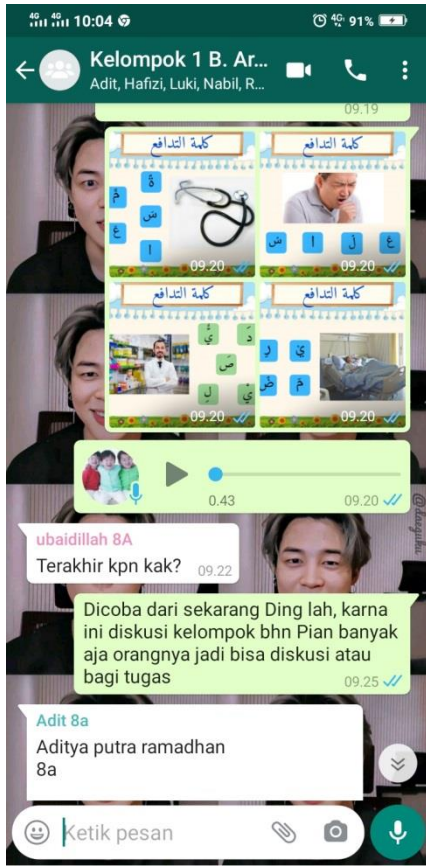 10:04
4G 91%
Kelompok 1 B. Ar...
Adit, Hafizi, Luki, Nabil, R...
09.19
كلمة التدافع
ةٌ
مَّ
سَ
عَ
ا
09.20
كلمة التدافع
ع
ا
ل
09.20
كلمة التدافع
دَ
يٌّ
صَ
لِ
يْ
09.20
كلمة التدافع
يْ
مَ
09.20
0.43
09.20
ubaidillah 8A
Terakhir kpn kak? 09.22
Dicoba dari sekarang Ding lah, karna
ini diskusi kelompok bhn Pian banyak
aja orangnya jadi bisa diskusi atau
bagi tugas
09.25
Adit 8a
Aditya putra ramadhan
8a
Ketik pesan